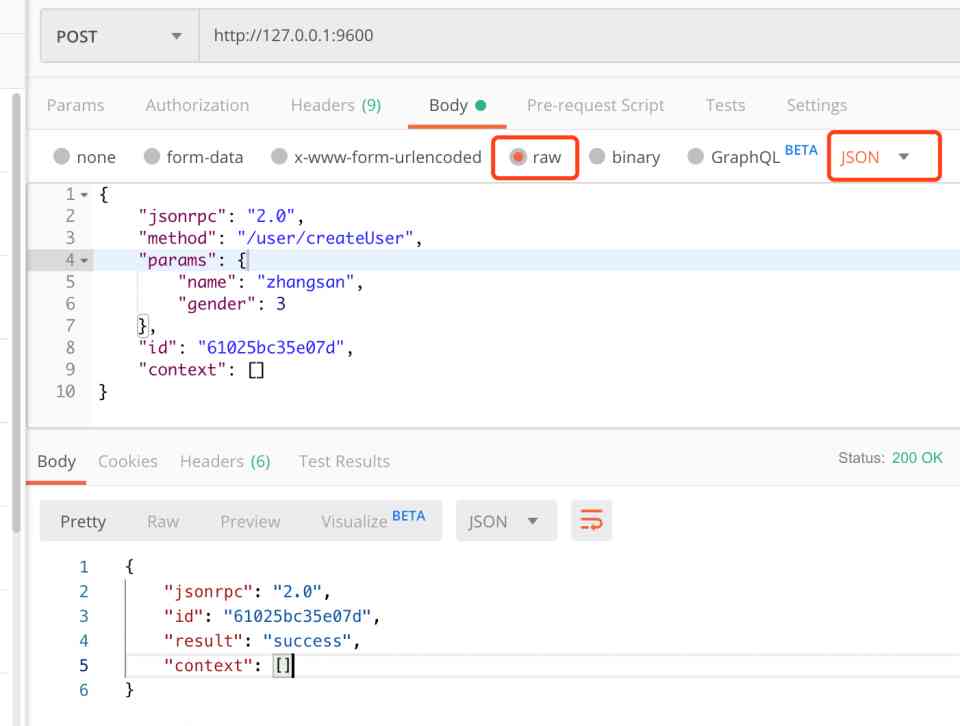 POST http://127.0.0.1:9600
Params Authorization Headers (9) Body Pre-request Script Tests Settings
none form-data x-www-form-urlencoded raw binary GraphQL BETA JSON
1 {
2 "jsonrpc": "2.0",
3 "method": "/user/createUser",
4 "params": {
5 "name": "zhangsan",
6 "gender": 3
7 },
8 "id": "61025bc35e07d",
9 "context": []
10 }
Body Cookies Headers (6) Test Results Status: 200 OK
Pretty Raw Preview Visualize BETA JSON
1 {
2 "jsonrpc": "2.0",
3 "id": "61025bc35e07d",
4 "result": "success",
5 "context": []
6 }